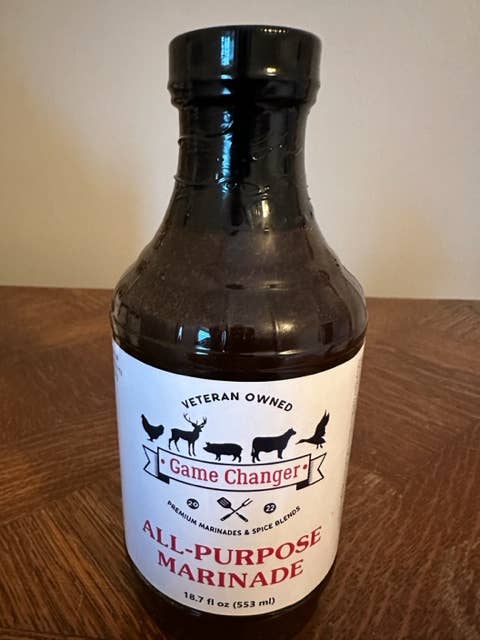 VETERAN OWNED
Game Changer
20 22
PREMIUM MARINADES & SPICE BLENDS
ALL-PURPOSE
MARINADE
18.7 fl oz (553 ml)